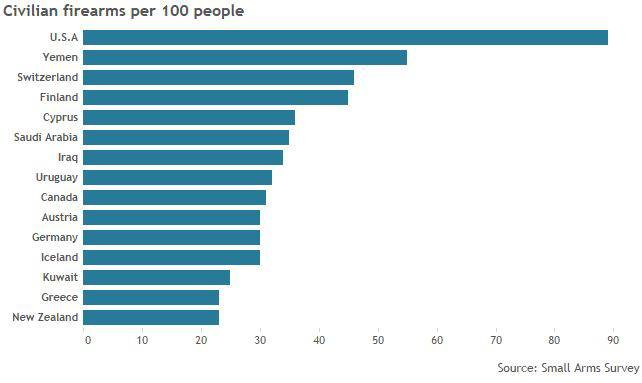 Civilian firearms per 100 people
U.S.A
Yemen
Switzerland
Finland
Cyprus
Saudi Arabia
Iraq
Uruguay
Canada
Austria
Germany
Iceland
Kuwait
Greece
New Zealand
0 10 20 30 40 50 60 70 80 90
Source: Small Arms Survey